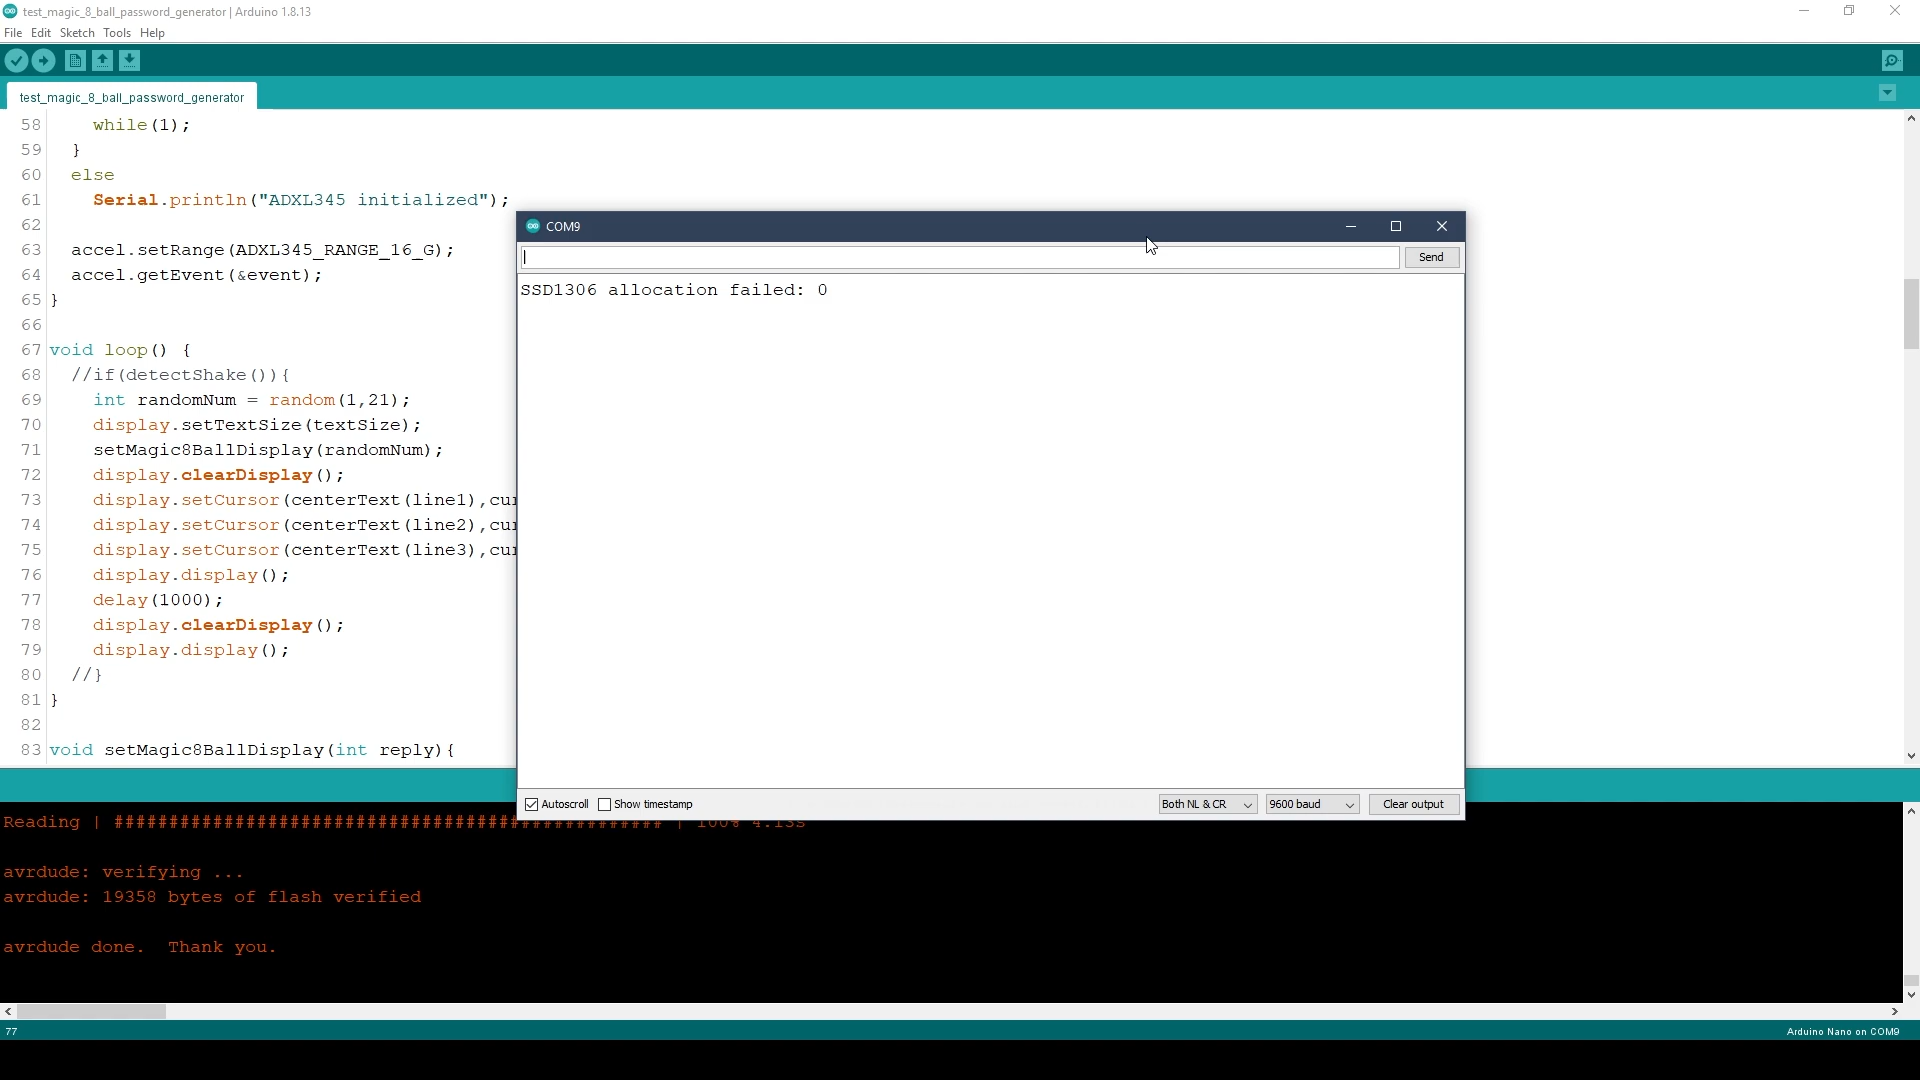 test_magic_8_ball_password_generator | Arduino 1.8.13
File Edit Sketch Tools Help
test_magic_8_ball_password_generator
58 while(1);
59 }
60 else
61 Serial.println("ADXL345 initialized");
62
63 accel.setRange(ADXL345_RANGE_16_G);
64 accel.getEvent(&event);
65 }
66
67 void loop() {
68 //if(detectShake()){
69 int randomNum = random(1,21);
70 display.setTextSize(textSize);
71 setMagic8BallDisplay(randomNum);
72 display.clearDisplay();
73 display.setCursor(centerText(line1),cur
74 display.setCursor(centerText(line2),cur
75 display.setCursor(centerText(line3),cur
76 display.display();
77 delay(1000);
78 display.clearDisplay();
79 display.display();
80 //}
81 }
82
83 void setMagic8BallDisplay(int reply){
COM9
Send
SSD1306 allocation failed: 0
Autoscroll Show timestamp Both NL & CR 9600 baud Clear output
Reading | ################################################## | 100% 4.13s
avrdude: verifying ...
avrdude: 19358 bytes of flash verified
avrdude done. Thank you.
77 Arduino Nano on COM9